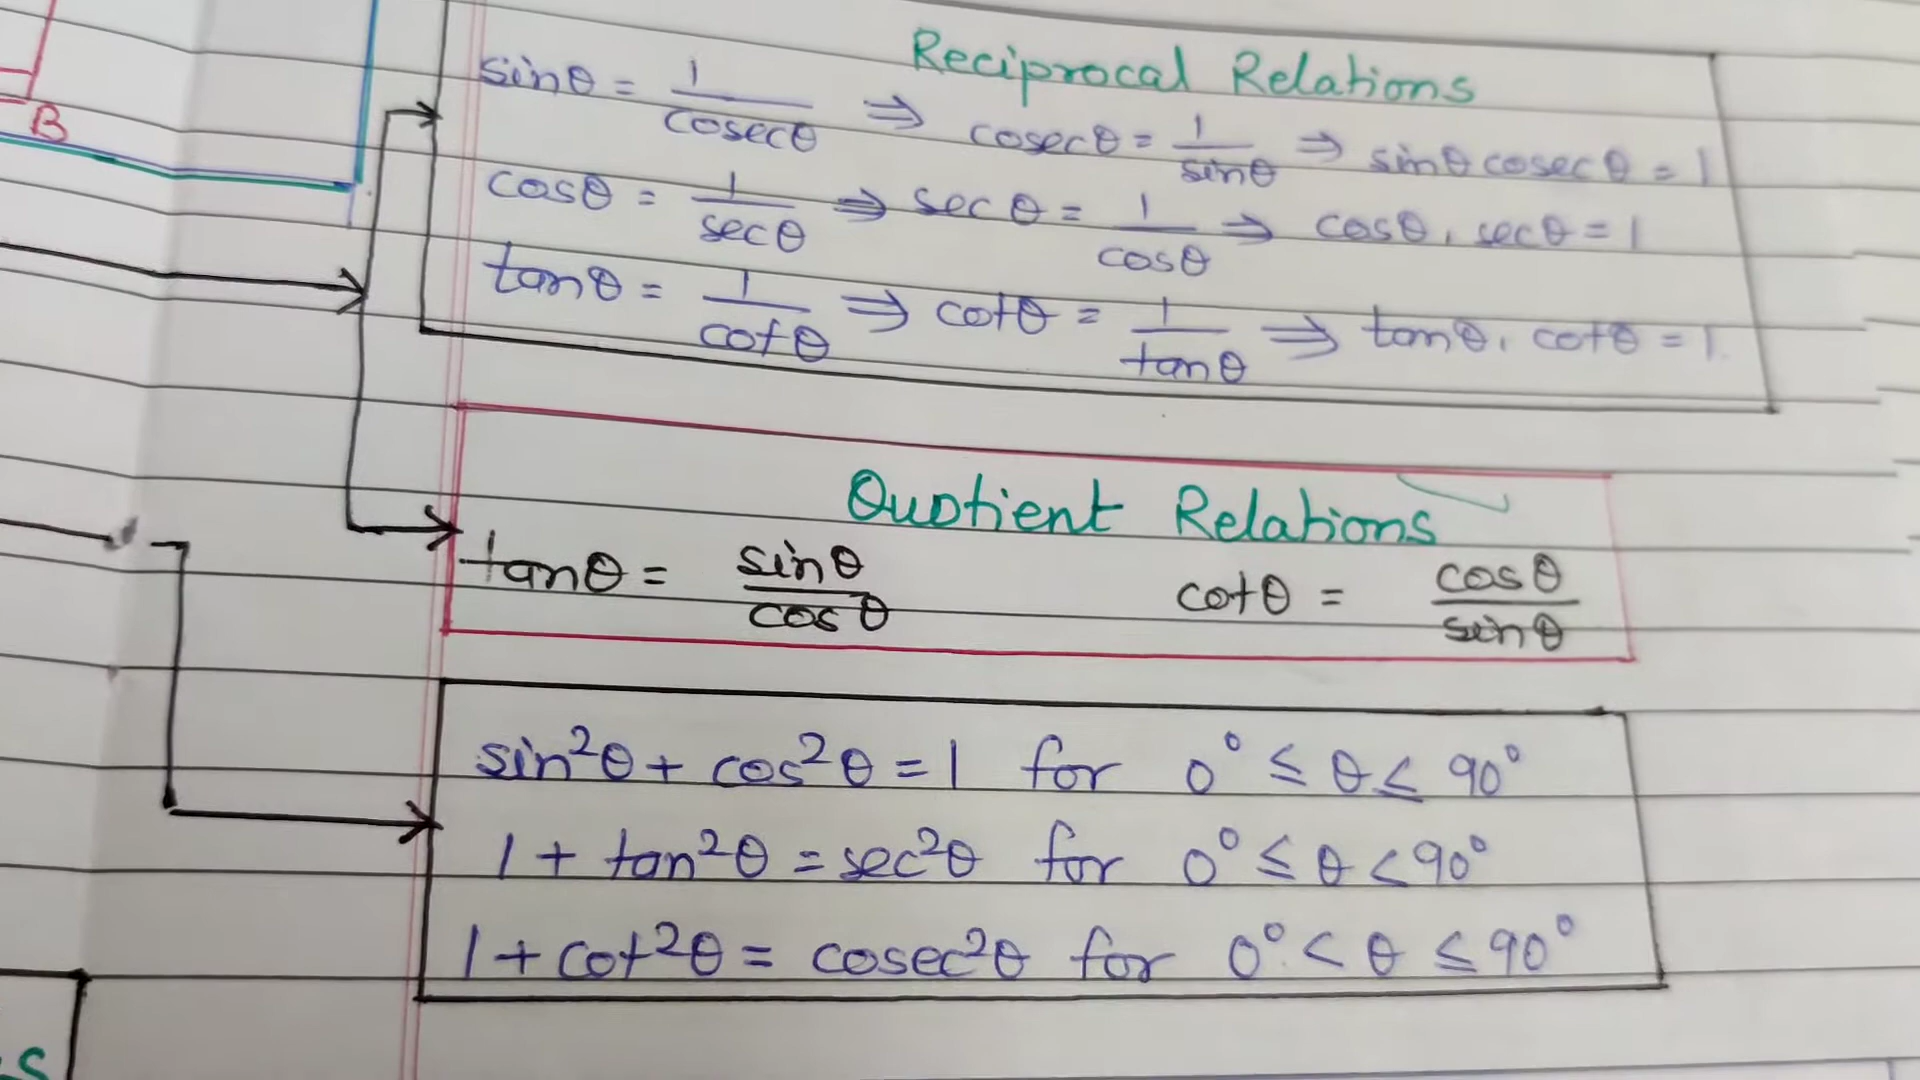 B
Reciprocal Relations
sinθ = 1/cosecθ ⇒ cosecθ = 1/sinθ ⇒ sinθ cosecθ = 1
cosθ = 1/secθ ⇒ secθ = 1/cosθ ⇒ cosθ. secθ = 1
tanθ = 1/cotθ ⇒ cotθ = 1/tanθ ⇒ tanθ. cotθ = 1
Quotient Relations
tanθ = sinθ/cosθ cotθ = cosθ/sinθ
sin²θ + cos²θ = 1 for 0° ≤ θ ≤ 90°
1 + tan²θ = sec²θ for 0° ≤ θ < 90°
1 + cot²θ = cosec²θ for 0° < θ ≤ 90°
s